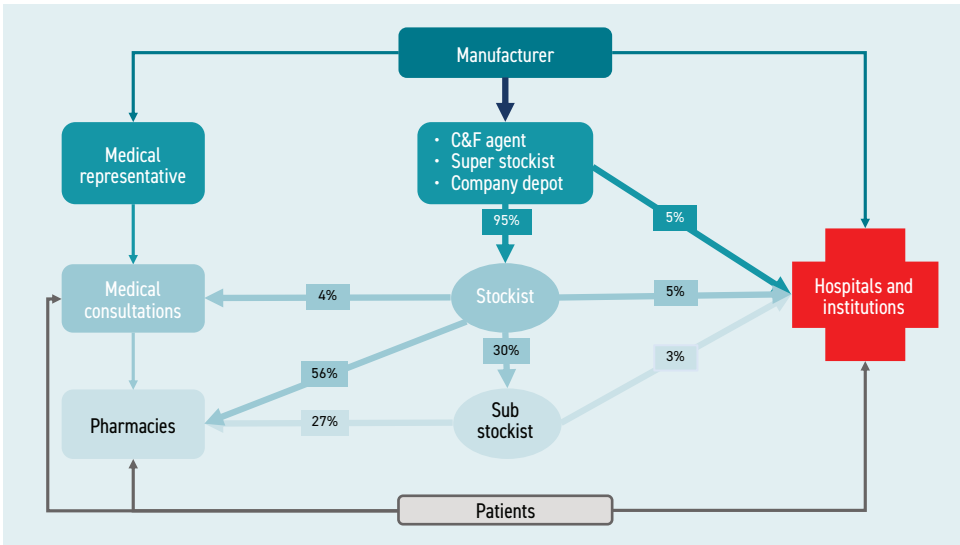 Manufacturer
Medical
representative
· C&F agent
· Super stockist
· Company depot
95%
5%
Medical
consultations
4%
Stockist
5%
Hospitals and
institutions
30%
3%
56%
Pharmacies
27%
Sub
stockist
Patients